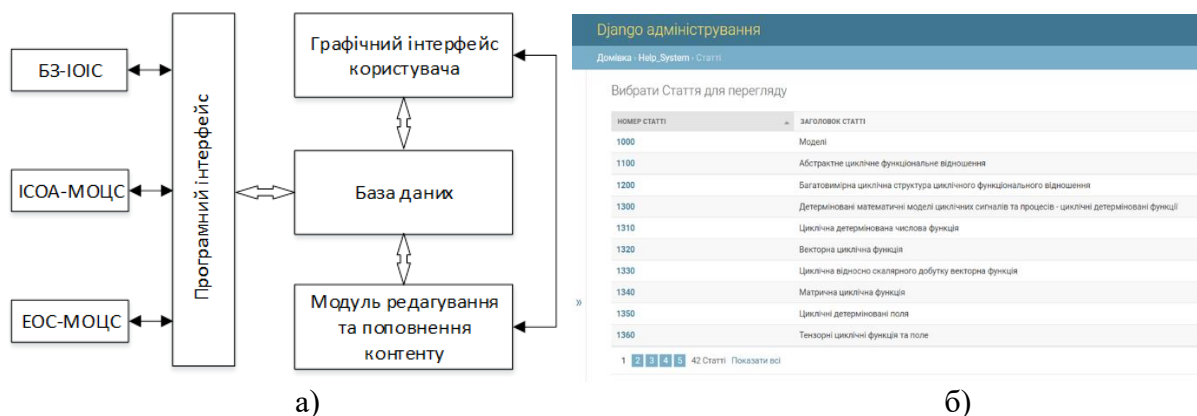 БЗ-ІОІС
ІСОА-МОЦС
ЕОС-МОЦС
Програмний інтерфейс
Графічний інтерфейс
користувача
База даних
Модуль редагування
та поповнення
контенту
а)
Django адміністрування
Домівка › Help_System › Статті
Вибрати Стаття для перегляду
НОМЕР СТАТТІ ЗАГОЛОВОК СТАТТІ
1000 Моделі
1100 Абстрактне циклічне функціональне відношення
1200 Багатовимірна циклічна структура циклічного функціонального відношення
1300 Детерміновані математичні моделі циклічних сигналів та процесів - циклічні детерміновані функції
1310 Циклічна детермінована числова функція
1320 Векторна циклічна функція
1330 Циклічна відносно скалярного добутку векторна функція
1340 Матрична циклічна функція
1350 Циклічні детерміновані поля
1360 Тензорні циклічні функція та поле
»
1 2 3 4 5 42 Статті Показати всі
б)